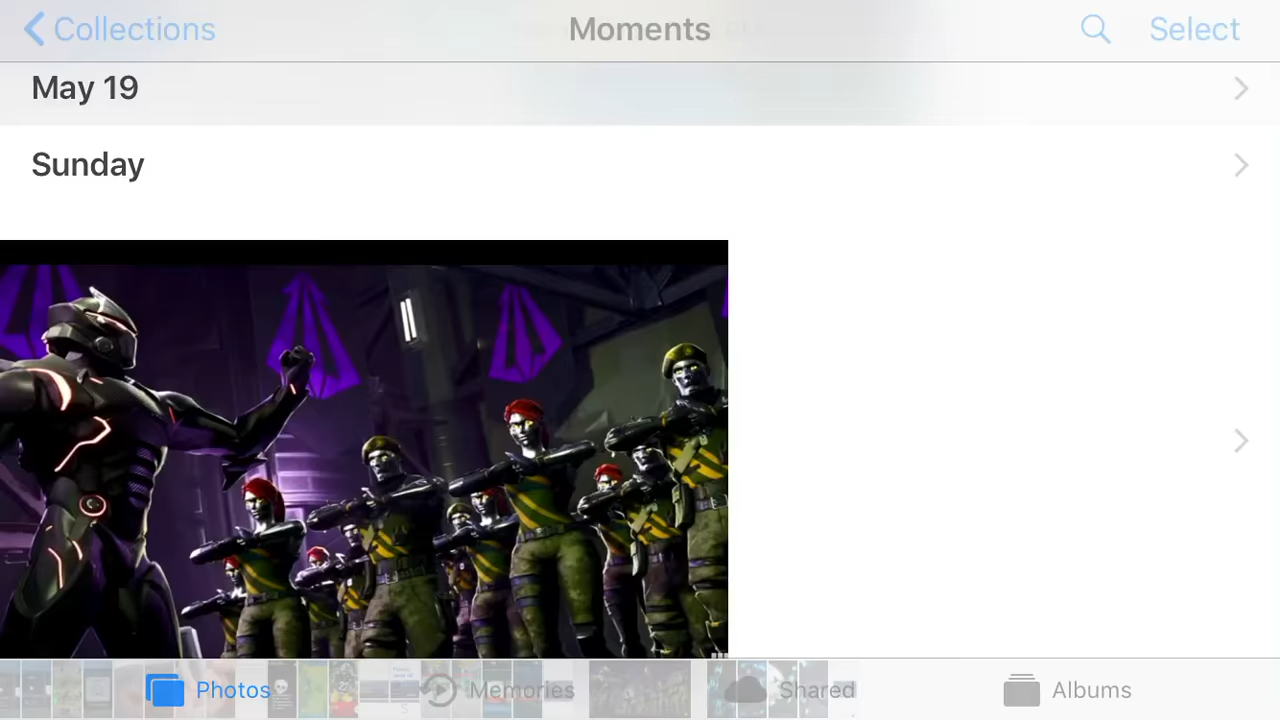 Collections
Moments
Select
May 19
Sunday
Photos
Memories
Shared
Albums